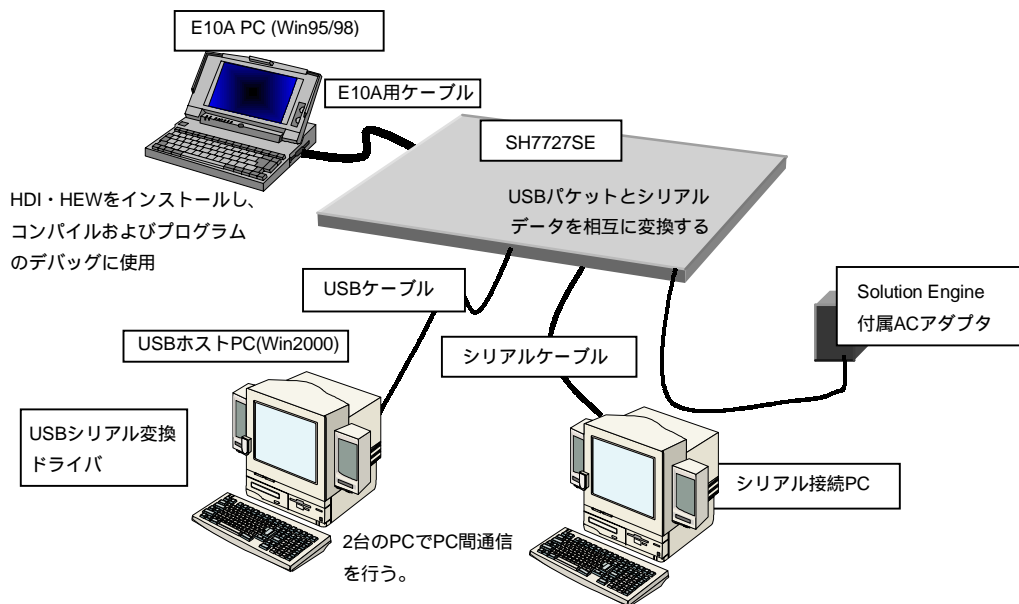 E10A PC (Win95/98)
E10A用ケーブル
SH7727SE
USBパケットとシリアル
データを相互に変換する
HDI・HEWをインストールし、
コンパイルおよびプログラム
のデバッグに使用
USBケーブル
Solution Engine
付属ACアダプタ
USBホストPC(Win2000)
シリアルケーブル
USBシリアル変換
ドライバ
シリアル接続PC
2台のPCでPC間通信
を行う。